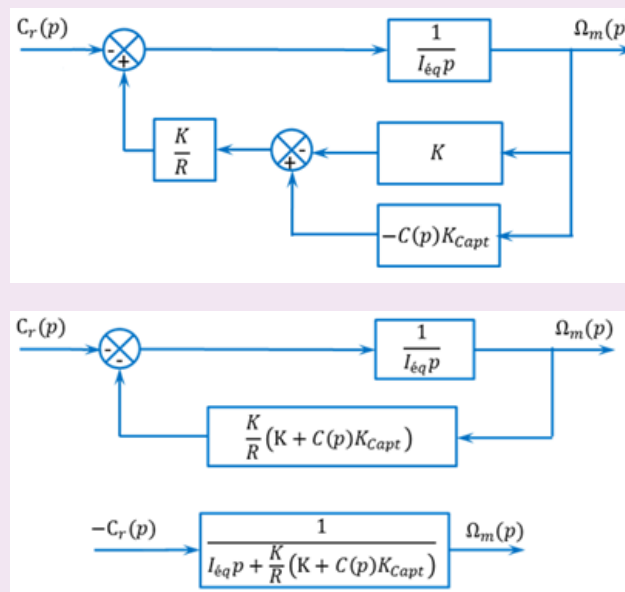 C_r(p)
1
Ω_m(p
I_éq p
-
+
K
R
-
+
K
−C(p)K_Capt
C_r(p)
1
Ω_m(p)
I_éq p
-
-
K
R
(K + C(p)K_Capt)
−C_r(p)
1
Ω_m(p)
I_éq p + K/R (K + C(p)K_Capt)